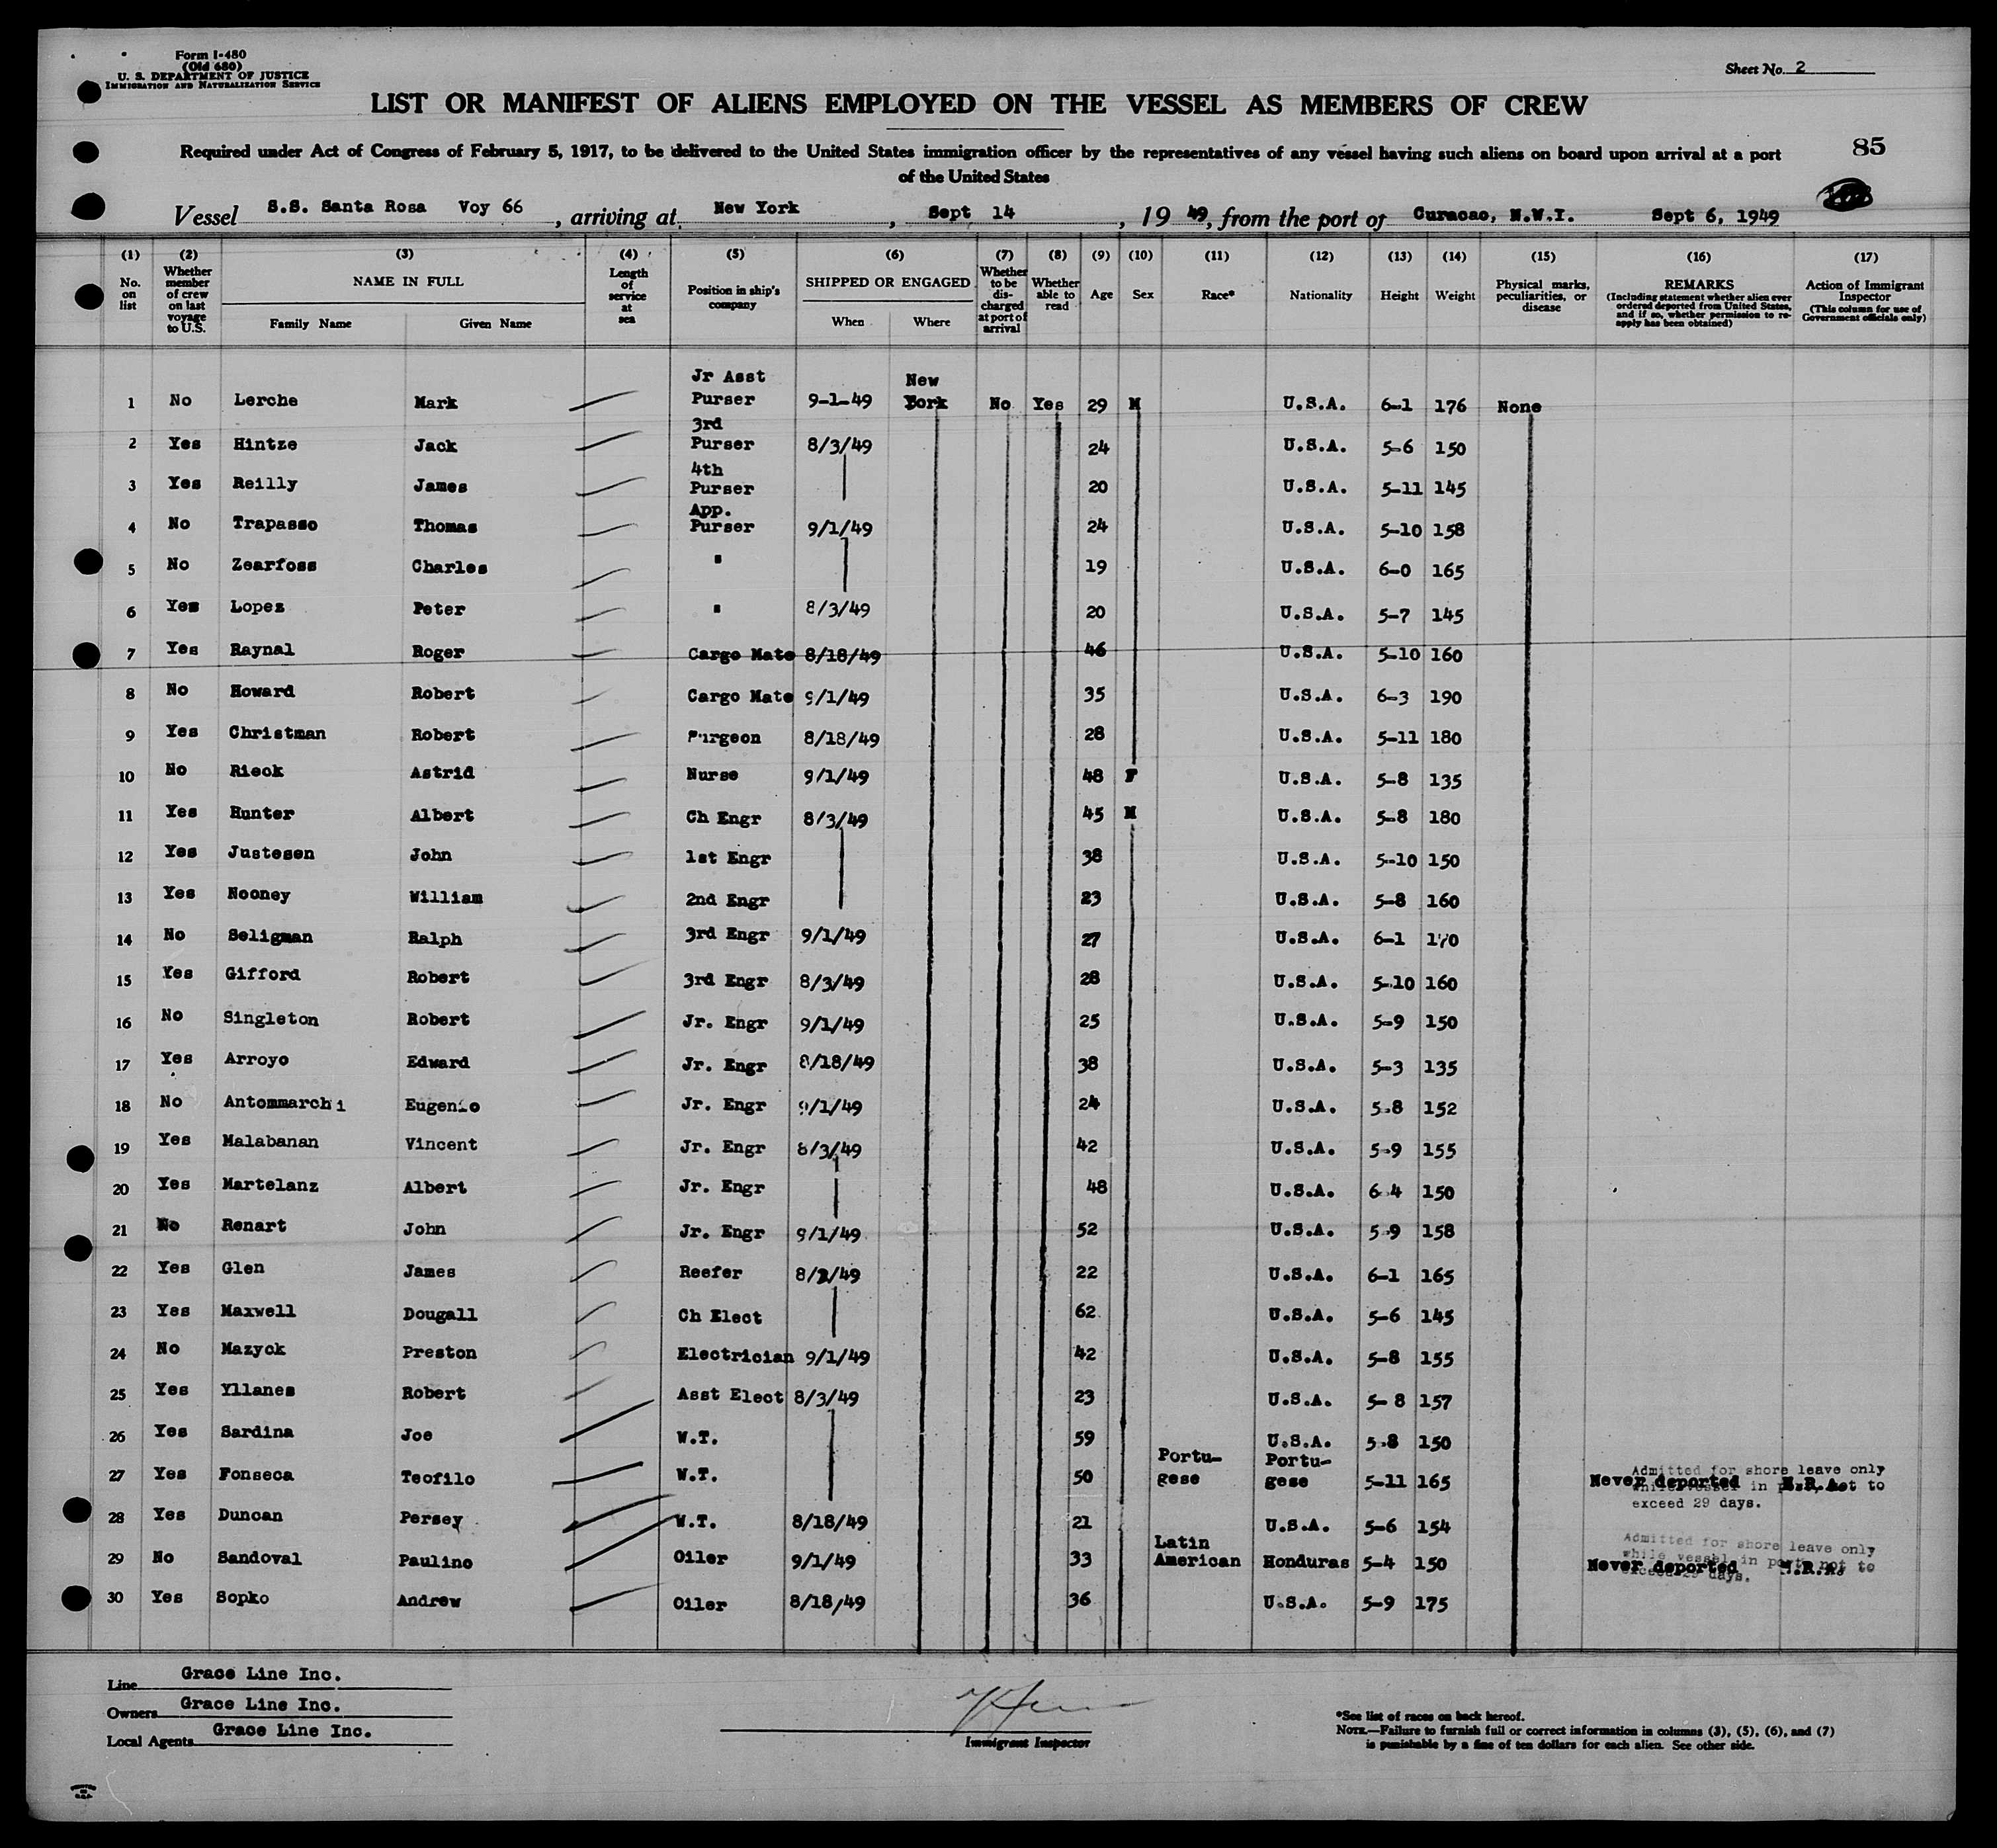 Form I-480
(Old 680)
U. S. DEPARTMENT OF JUSTICE
IMMIGRATION AND NATURALIZATION SERVICE
Sheet No. 2
LIST OR MANIFEST OF ALIENS EMPLOYED ON THE VESSEL AS MEMBERS OF CREW
Required under Act of Congress of February 5, 1917, to be delivered to the United States immigration officer by the representatives of any vessel having such aliens on board upon arrival at a port
of the United States
85
Vessel S.S. Santa Rosa Voy 66, arriving at New York, Sept 14, 19 49, from the port of Curacao, N.W.I. Sept 6, 1949
(1) No. on list
(2) Whether member of crew on last voyage to U.S.
(3) NAME IN FULL Family Name Given Name
(4) Length of service at sea
(5) Position in ship's company
(6) SHIPPED OR ENGAGED When Where
(7) Whether to be discharged at port of arrival
(8) Whether able to read
(9) Age
(10) Sex
(11) Race*
(12) Nationality
(13) Height
(14) Weight
(15) Physical marks, peculiarities, or disease
(16) REMARKS (Including statement whether alien ever ordered deported from United States, and if so, whether permission to reapply has been obtained)
(17) Action of Immigrant Inspector (This column for use of Government officials only)
1 No Lerche Mark Jr Asst Purser 9-1-49 New York No Yes 29 M U.S.A. 6-1 176 None
2 Yes Hintze Jack 3rd Purser 8/3/49 24 U.S.A. 5-6 150
3 Yes Reilly James 4th Purser 20 U.S.A. 5-11 145
4 No Trapasso Thomas App. Purser 9/1/49 24 U.S.A. 5-10 158
5 No Zearfoss Charles " 19 U.S.A. 6-0 165
6 Yes Lopez Peter " 8/3/49 20 U.S.A. 5-7 145
7 Yes Raynal Roger Cargo Mate 8/18/49 46 U.S.A. 5-10 160
8 No Howard Robert Cargo Mate 9/1/49 35 U.S.A. 6-3 190
9 Yes Christman Robert Surgeon 8/18/49 28 U.S.A. 5-11 180
10 No Rieck Astrid Nurse 9/1/49 48 F U.S.A. 5-8 135
11 Yes Hunter Albert Ch Engr 8/3/49 45 M U.S.A. 5-8 180
12 Yes Justesen John 1st Engr 38 U.S.A. 5-10 150
13 Yes Nooney William 2nd Engr 23 U.S.A. 5-8 160
14 No Seligman Ralph 3rd Engr 9/1/49 27 U.S.A. 6-1 170
15 Yes Gifford Robert 3rd Engr 8/3/49 28 U.S.A. 5-10 160
16 No Singleton Robert Jr. Engr 9/1/49 25 U.S.A. 5-9 150
17 Yes Arroyo Edward Jr. Engr 8/18/49 38 U.S.A. 5-3 135
18 No Antommarchi Eugenio Jr. Engr 9/1/49 24 U.S.A. 5-8 152
19 Yes Malabanan Vincent Jr. Engr 8/3/49 42 U.S.A. 5-9 155
20 Yes Martelanz Albert Jr. Engr 48 U.S.A. 6-4 150
21 No Renart John Jr. Engr 9/1/49 52 U.S.A. 5-9 158
22 Yes Glen James Reefer 22 U.S.A. 6-1 165
23 Yes Maxwell Dougall Ch Elect 62 U.S.A. 5-6 145
24 No Mazyck Preston Electrician 9/1/49 42 U.S.A. 5-8 155
25 Yes Yllanes Robert Asst Elect 8/3/49 23 U.S.A. 5-8 157
26 Yes Sardina Joe W.T. 59 U.S.A. 5-8 150
27 Yes Fonseca Teofilo W.T. 50 Portu-gese Portu-gese 5-11 165 Never deported N.R.A. Admitted for shore leave only while vessel in port, not to exceed 29 days.
28 Yes Duncan Persey W.T. 8/18/49 21 U.S.A. 5-6 154
29 No Sandoval Paulino Oiler 9/1/49 33 Latin American Honduras 5-4 150 Never deported N.R.A. Admitted for shore leave only while vessel in port, not to exceed 29 days.
30 Yes Sopko Andrew Oiler 8/18/49 36 U.S.A. 5-9 175
Line Grace Line Inc.
Owners Grace Line Inc.
Local Agents Grace Line Inc.
Immigrant Inspector
*See list of races on back hereof.
NOTE.—Failure to furnish full or correct information in columns (3), (5), (6), and (7)
is punishable by a fine of ten dollars for each alien. See other side.